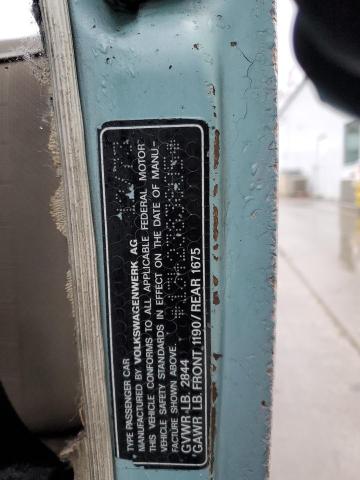 TYPE PASSENGER CAR
MANUFACTURED BY VOLKSWAGENWERK AG
THIS VEHICLE CONFORMS TO ALL APPLICABLE FEDERAL MOTOR
VEHICLE SAFETY STANDARDS IN EFFECT ON THE DATE OF MANU-
FACTURE SHOWN ABOVE.
GVWR LB. 2844
GAWR LB. FRONT 1190/REAR 1675